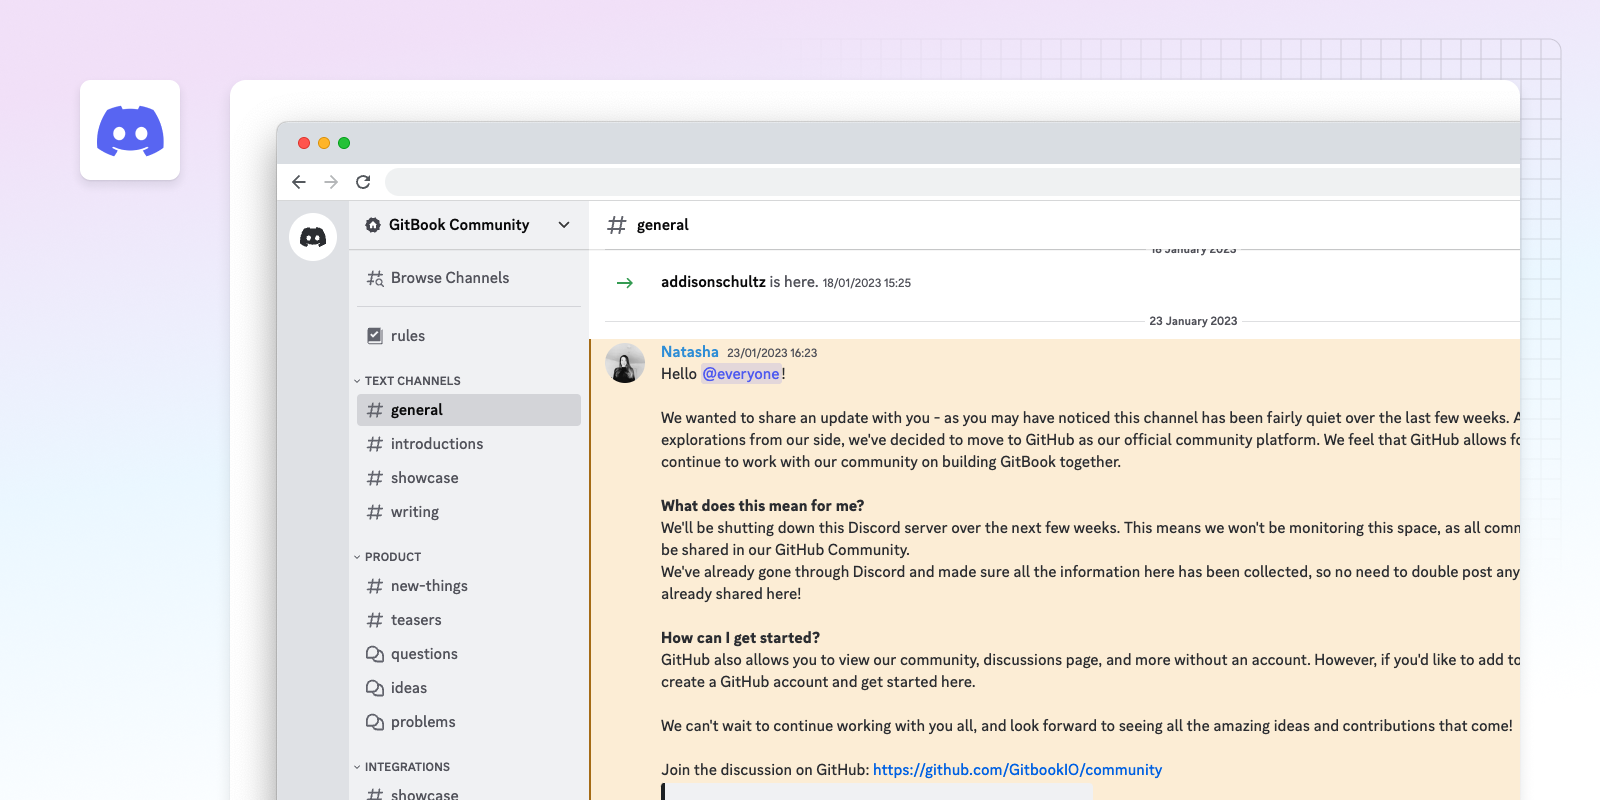 GitBook Community
Browse Channels
rules
TEXT CHANNELS
# general
# introductions
# showcase
# writing
PRODUCT
# new-things
# teasers
questions
ideas
problems
INTEGRATIONS
# showcase
# general
18 January 2023
addisonschultz is here. 18/01/2023 15:25
23 January 2023
Natasha 23/01/2023 16:23
Hello @everyone!
We wanted to share an update with you - as you may have noticed this channel has been fairly quiet over the last few weeks.
explorations from our side, we've decided to move to GitHub as our official community platform. We feel that GitHub allows
continue to work with our community on building GitBook together.
What does this mean for me?
We'll be shutting down this Discord server over the next few weeks. This means we won't be monitoring this space, as all
be shared in our GitHub Community.
We've already gone through Discord and made sure all the information here has been collected, so no need to double post any
already shared here!
How can I get started?
GitHub also allows you to view our community, discussions page, and more without an account. However, if you'd like to add to
create a GitHub account and get started here.
We can't wait to continue working with you all, and look forward to seeing all the amazing ideas and contributions that come!
Join the discussion on GitHub: https://github.com/GitbookIO/community